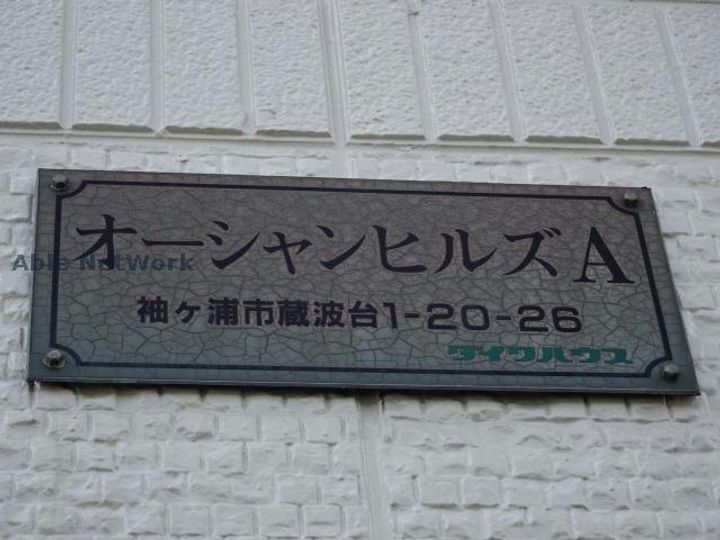 オーシャンヒルズA
Able Network
袖ヶ浦市蔵波台1-20-26
ダイワハウス